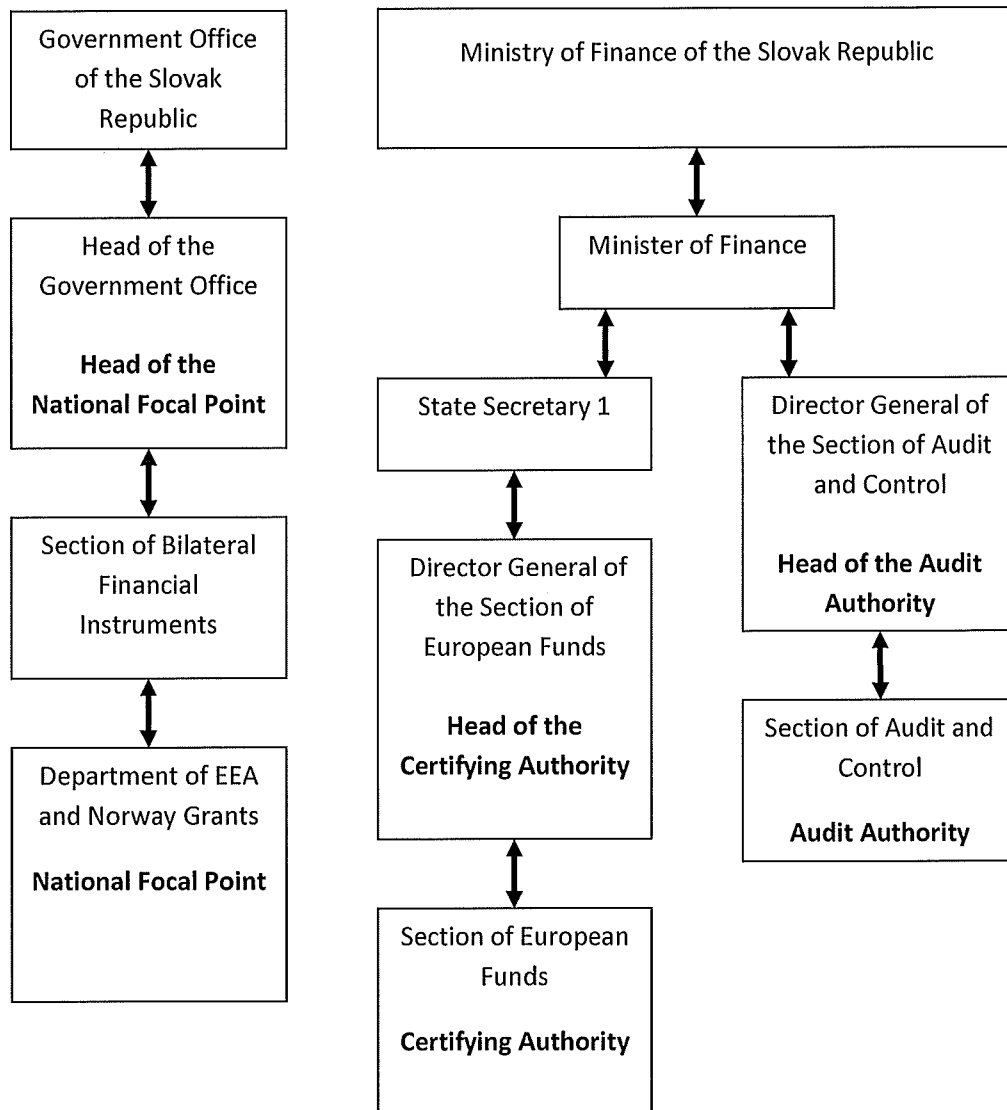 Government Office
of the Slovak
Republic
Head of the
Government Office
Head of the
National Focal Point
Section of Bilateral
Financial
Instruments
Department of EEA
and Norway Grants
National Focal Point
Ministry of Finance of the Slovak Republic
Minister of Finance
State Secretary 1
Director General of
the Section of
European Funds
Head of the
Certifying Authority
Section of European
Funds
Certifying Authority
Director General of
the Section of Audit
and Control
Head of the Audit
Authority
Section of Audit and
Control
Audit Authority